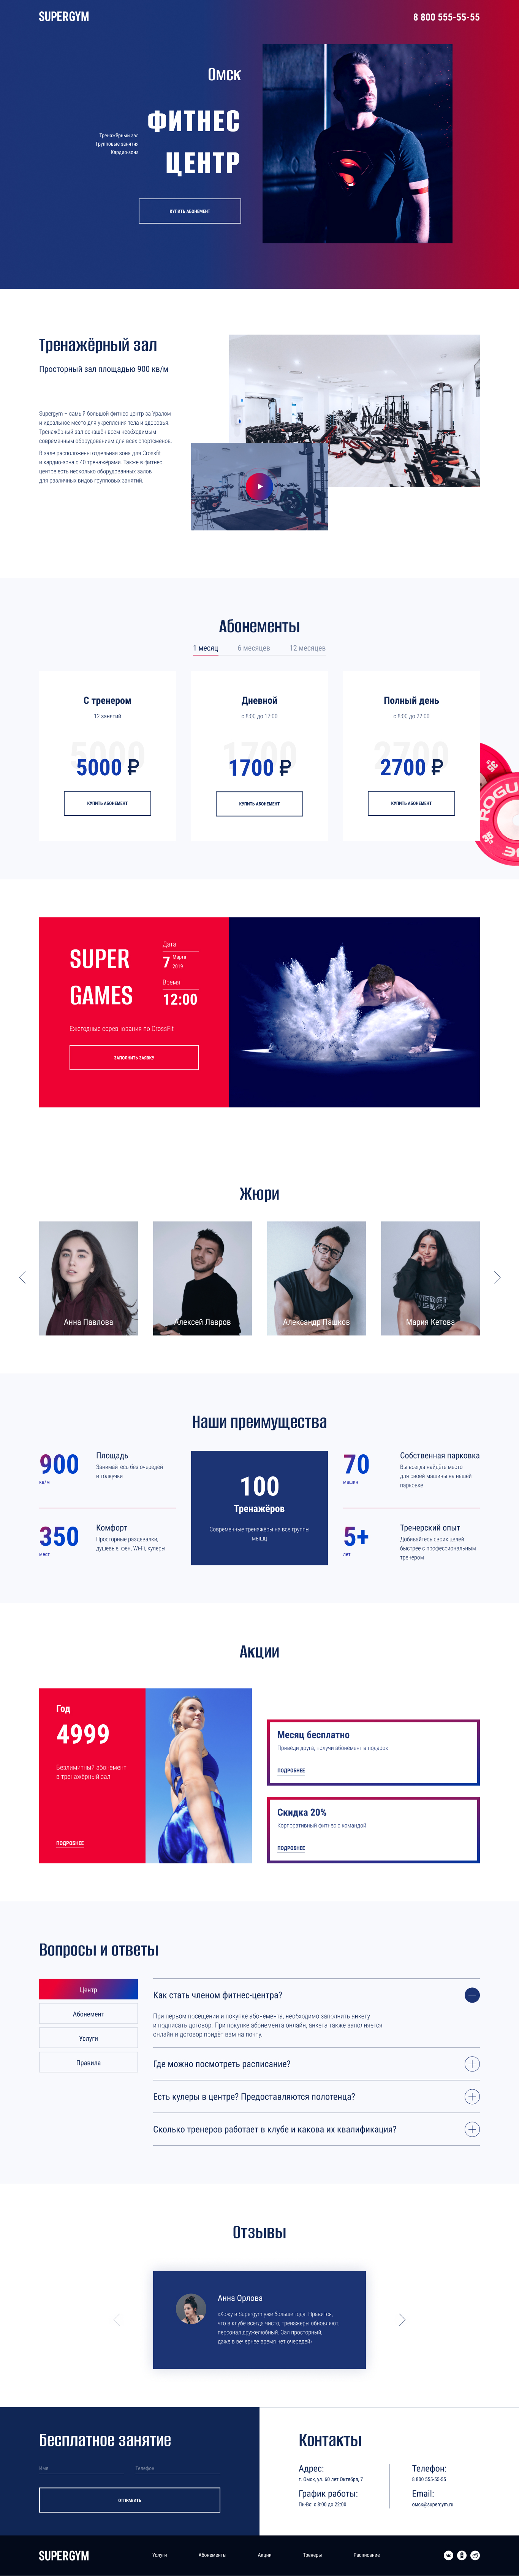 SUPERGYM
8 800 555-55-55
Омск
ФИТНЕС
ЦЕНТР
Тренажёрный зал
Групповые занятия
Кардио-зона
КУПИТЬ АБОНЕМЕНТ
Тренажёрный зал
Просторный зал площадью 900 кв/м
Supergym – самый большой фитнес центр за Уралом
и идеальное место для укрепления тела и здоровья.
Тренажёрный зал оснащён всем необходимым
современным оборудованием для всех спортсменов.
В зале расположены отдельная зона для Crossfit
и кардио-зона с 40 тренажёрами. Также в фитнес
центре есть несколько оборудованных залов
для различных видов групповых занятий.
Абонементы
1 месяц
6 месяцев
12 месяцев
С тренером
12 занятий
5000
5000 ₽
КУПИТЬ АБОНЕМЕНТ
Дневной
с 8:00 до 17:00
1700
1700 ₽
КУПИТЬ АБОНЕМЕНТ
Полный день
с 8:00 до 22:00
2700
2700 ₽
КУПИТЬ АБОНЕМЕНТ
ROGUE
SUPER
GAMES
Дата
7 Марта
2019
Время
12:00
Ежегодные соревнования по CrossFit
ЗАПОЛНИТЬ ЗАЯВКУ
Жюри
Анна Павлова
Алексей Лавров
Александр Пашков
Мария Кетова
Наши преимущества
900
кв/м
Площадь
Занимайтесь без очередей
и толкучки
350
мест
Комфорт
Просторные раздевалки,
душевые, фен, Wi-Fi, кулеры
100
Тренажёров
Современные тренажёры на все группы
мышц
70
машин
Собственная парковка
Вы всегда найдёте место
для своей машины на нашей
парковке
5+
лет
Тренерский опыт
Добивайтесь своих целей
быстрее с профессиональным
тренером
Акции
Год
4999
Безлимитный абонемент
в тренажёрный зал
ПОДРОБНЕЕ
Месяц бесплатно
Приведи друга, получи абонемент в подарок
ПОДРОБНЕЕ
Скидка 20%
Корпоративный фитнес с командой
ПОДРОБНЕЕ
Вопросы и ответы
Центр
Абонемент
Услуги
Правила
Как стать членом фитнес-центра?
При первом посещении и покупке абонемента, необходимо заполнить анкету
и подписать договор. При покупке абонемента онлайн, анкета также заполняется
онлайн и договор придёт вам на почту.
Где можно посмотреть расписание?
Есть кулеры в центре? Предоставляются полотенца?
Сколько тренеров работает в клубе и какова их квалификация?
Отзывы
Анна Орлова
«Хожу в Supergym уже больше года. Нравится,
что в клубе всегда чисто, тренажёры обновляют,
персонал дружелюбный. Зал просторный,
даже в вечернее время нет очередей»
Бесплатное занятие
Имя
Телефон
ОТПРАВИТЬ
Контакты
Адрес:
г. Омск, ул. 60 лет Октября, 7
График работы:
Пн-Вс: с 8:00 до 22:00
Телефон:
8 800 555-55-55
Email:
омск@supergym.ru
SUPERGYM
Услуги
Абонементы
Акции
Тренеры
Расписание